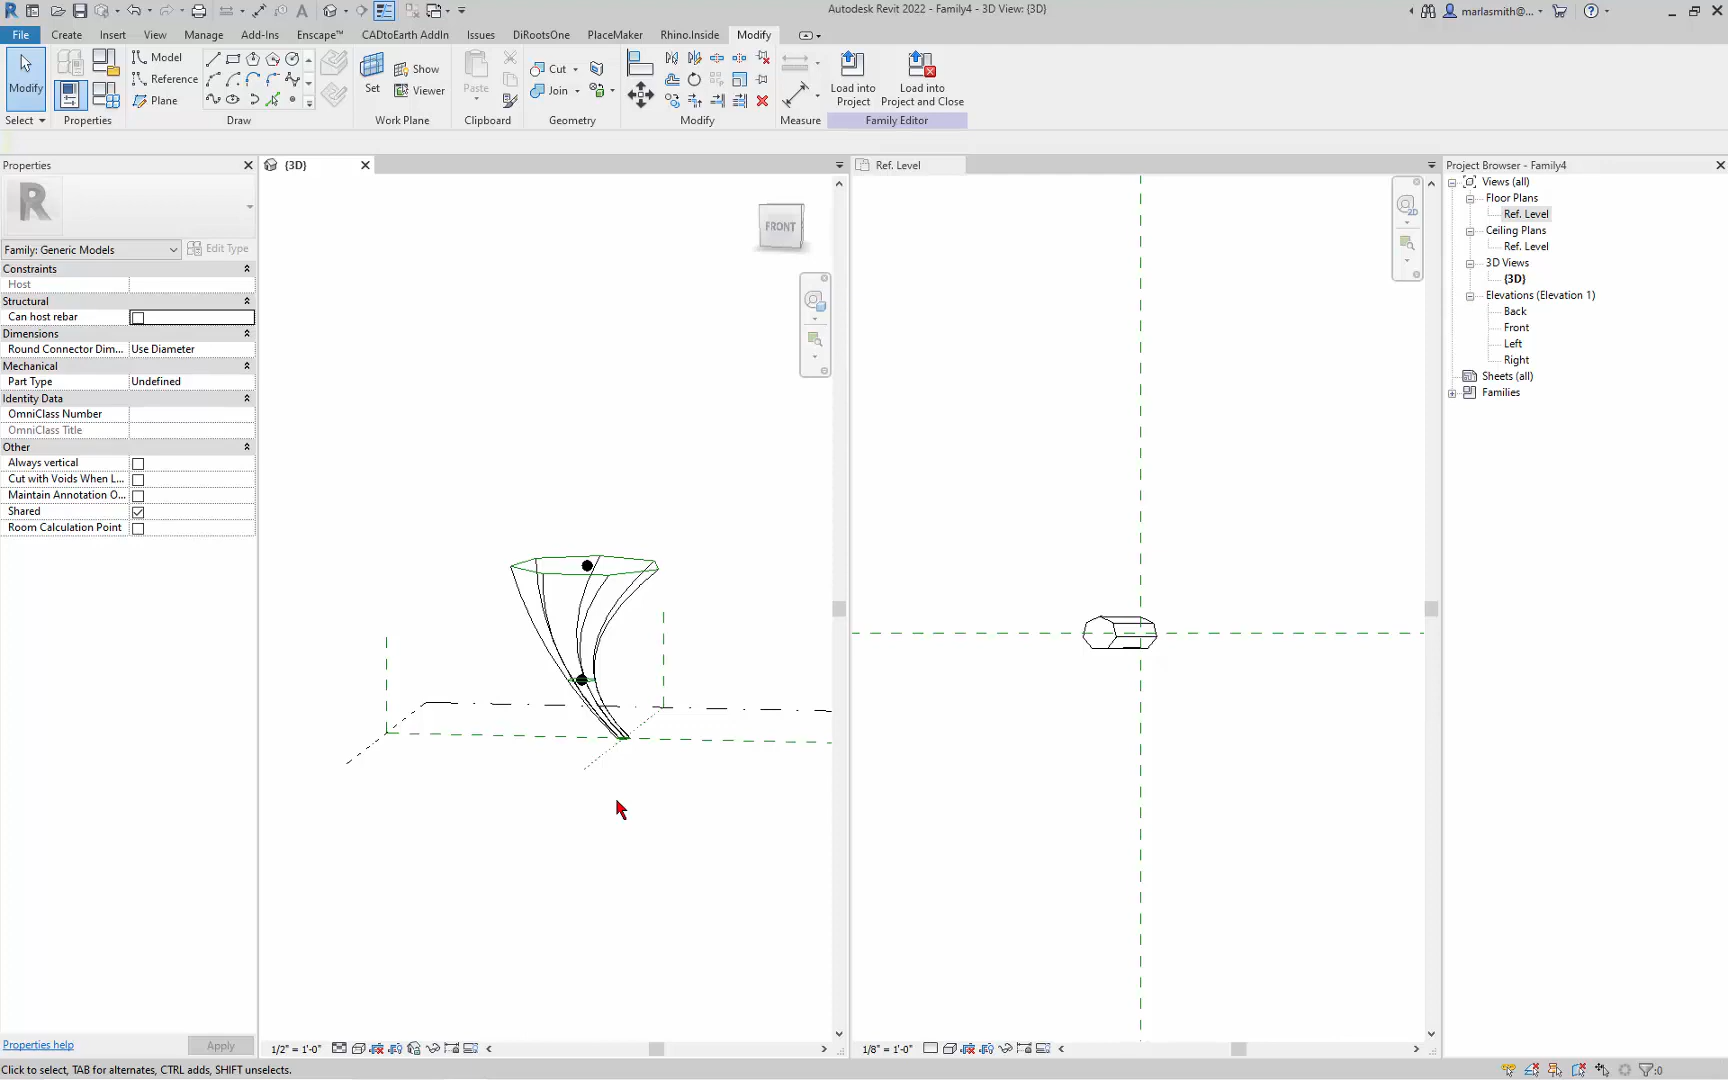 Autodesk Revit 2022 - Family4 - 3D View: {3D}
marlasmith@...
File Create Insert View Manage Add-Ins Enscape™ CADtoEarth AddIn Issues DiRootsOne PlaceMaker Rhino.Inside Modify
Modify
Model
Reference
Plane
Set
Show
Viewer
Paste
Cut
Join
Load into
Project
Load into
Project and Close
Select Properties Draw Work Plane Clipboard Geometry Modify Measure Family Editor
Properties
{3D}
Ref. Level
Project Browser - Family4
Family: Generic Models
Edit Type
Constraints
Host
Structural
Can host rebar
Dimensions
Round Connector Dim... Use Diameter
Mechanical
Part Type Undefined
Identity Data
OmniClass Number
OmniClass Title
Other
Always vertical
Cut with Voids When L...
Maintain Annotation O...
Shared
Room Calculation Point
FRONT
2D
Views (all)
Floor Plans
Ref. Level
Ceiling Plans
Ref. Level
3D Views
{3D}
Elevations (Elevation 1)
Back
Front
Left
Right
Sheets (all)
Families
Properties help
Apply
1/2" = 1'-0"
1/8" = 1'-0"
Click to select, TAB for alternates, CTRL adds, SHIFT unselects.
:0